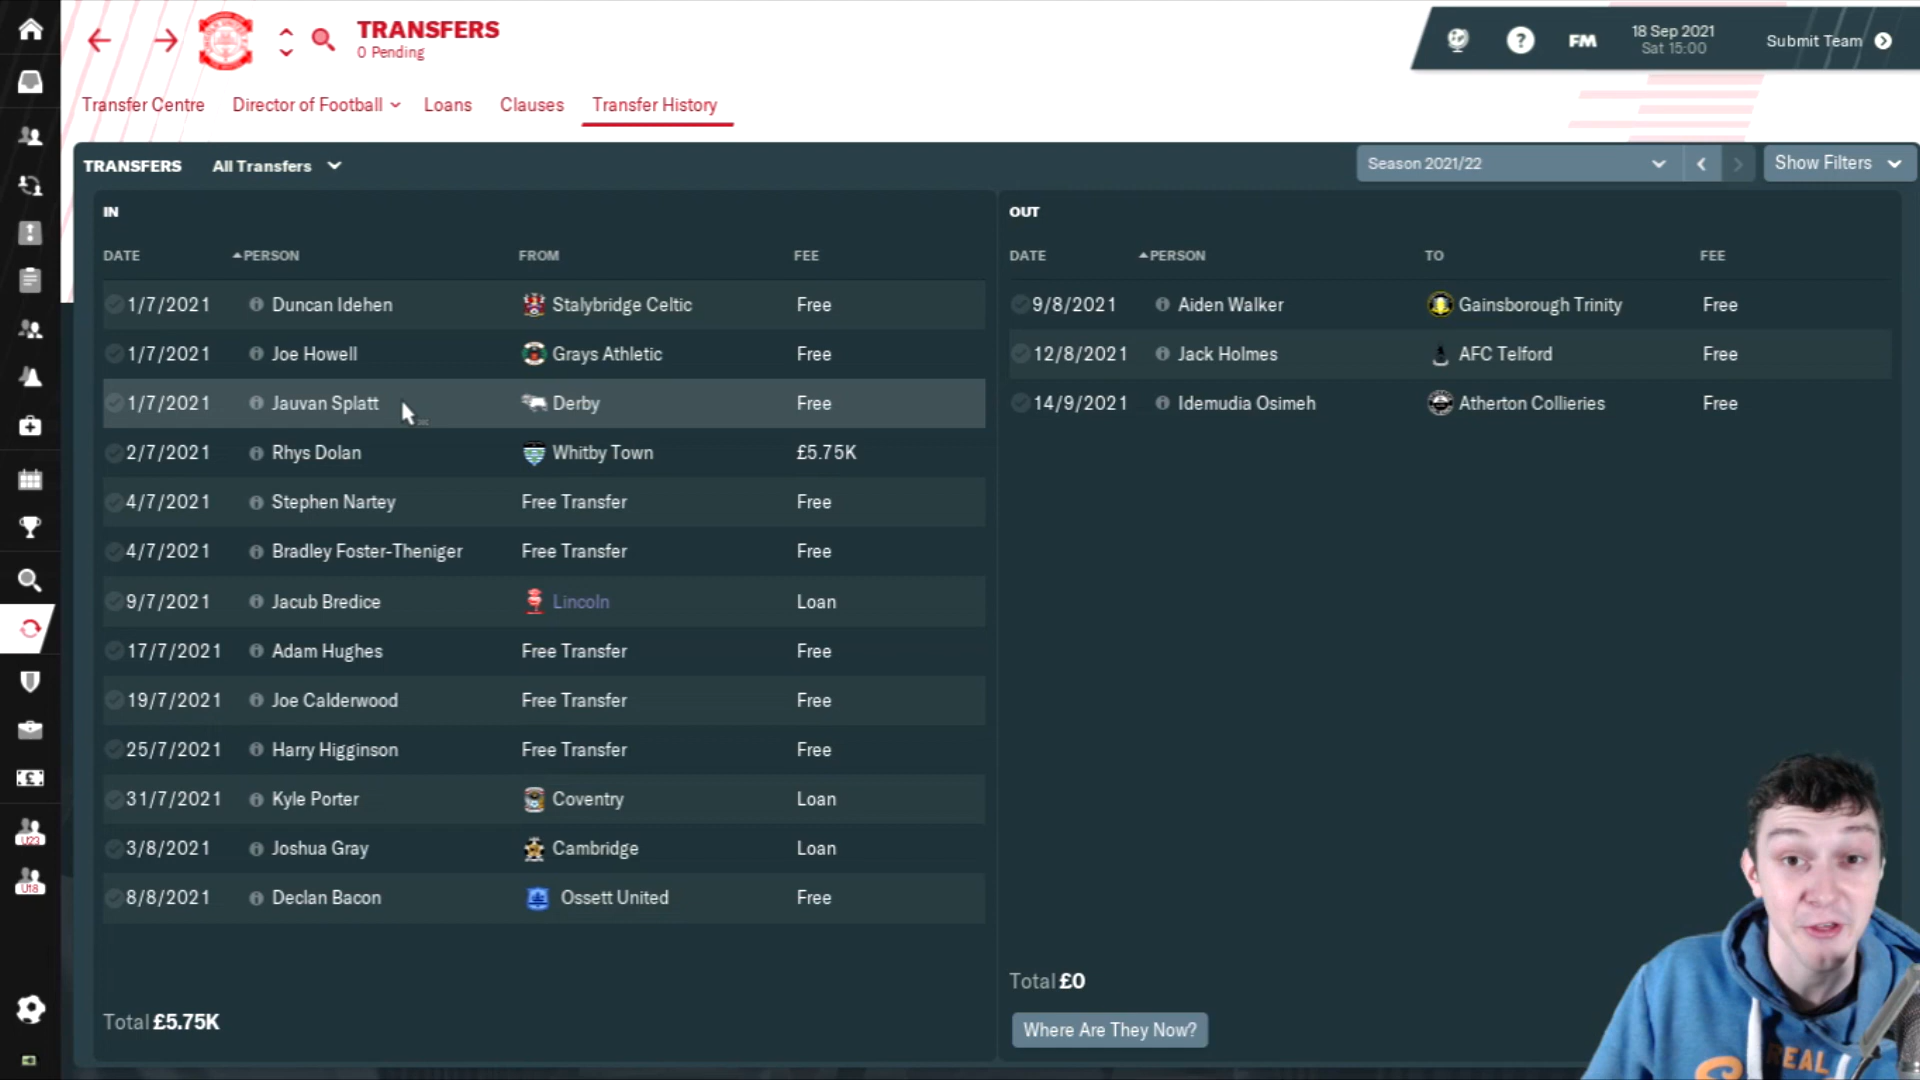 TRANSFERS
0 Pending
FM
18 Sep 2021
Sat 15:00
Submit Team
Transfer Centre Director of Football Loans Clauses Transfer History
TRANSFERS All Transfers
Season 2021/22
Show Filters
IN
DATE PERSON FROM FEE
1/7/2021 Duncan Idehen Stalybridge Celtic Free
1/7/2021 Joe Howell Grays Athletic Free
1/7/2021 Jauvan Splatt Derby Free
2/7/2021 Rhys Dolan Whitby Town £5.75K
4/7/2021 Stephen Nartey Free Transfer Free
4/7/2021 Bradley Foster-Theniger Free Transfer Free
9/7/2021 Jacub Bredice Lincoln Loan
17/7/2021 Adam Hughes Free Transfer Free
19/7/2021 Joe Calderwood Free Transfer Free
25/7/2021 Harry Higginson Free Transfer Free
31/7/2021 Kyle Porter Coventry Loan
3/8/2021 Joshua Gray Cambridge Loan
8/8/2021 Declan Bacon Ossett United Free
Total £5.75K
OUT
DATE PERSON TO FEE
9/8/2021 Aiden Walker Gainsborough Trinity Free
12/8/2021 Jack Holmes AFC Telford Free
14/9/2021 Idemudia Osimeh Atherton Collieries Free
Total £0
Where Are They Now?
U23
U18
REAL